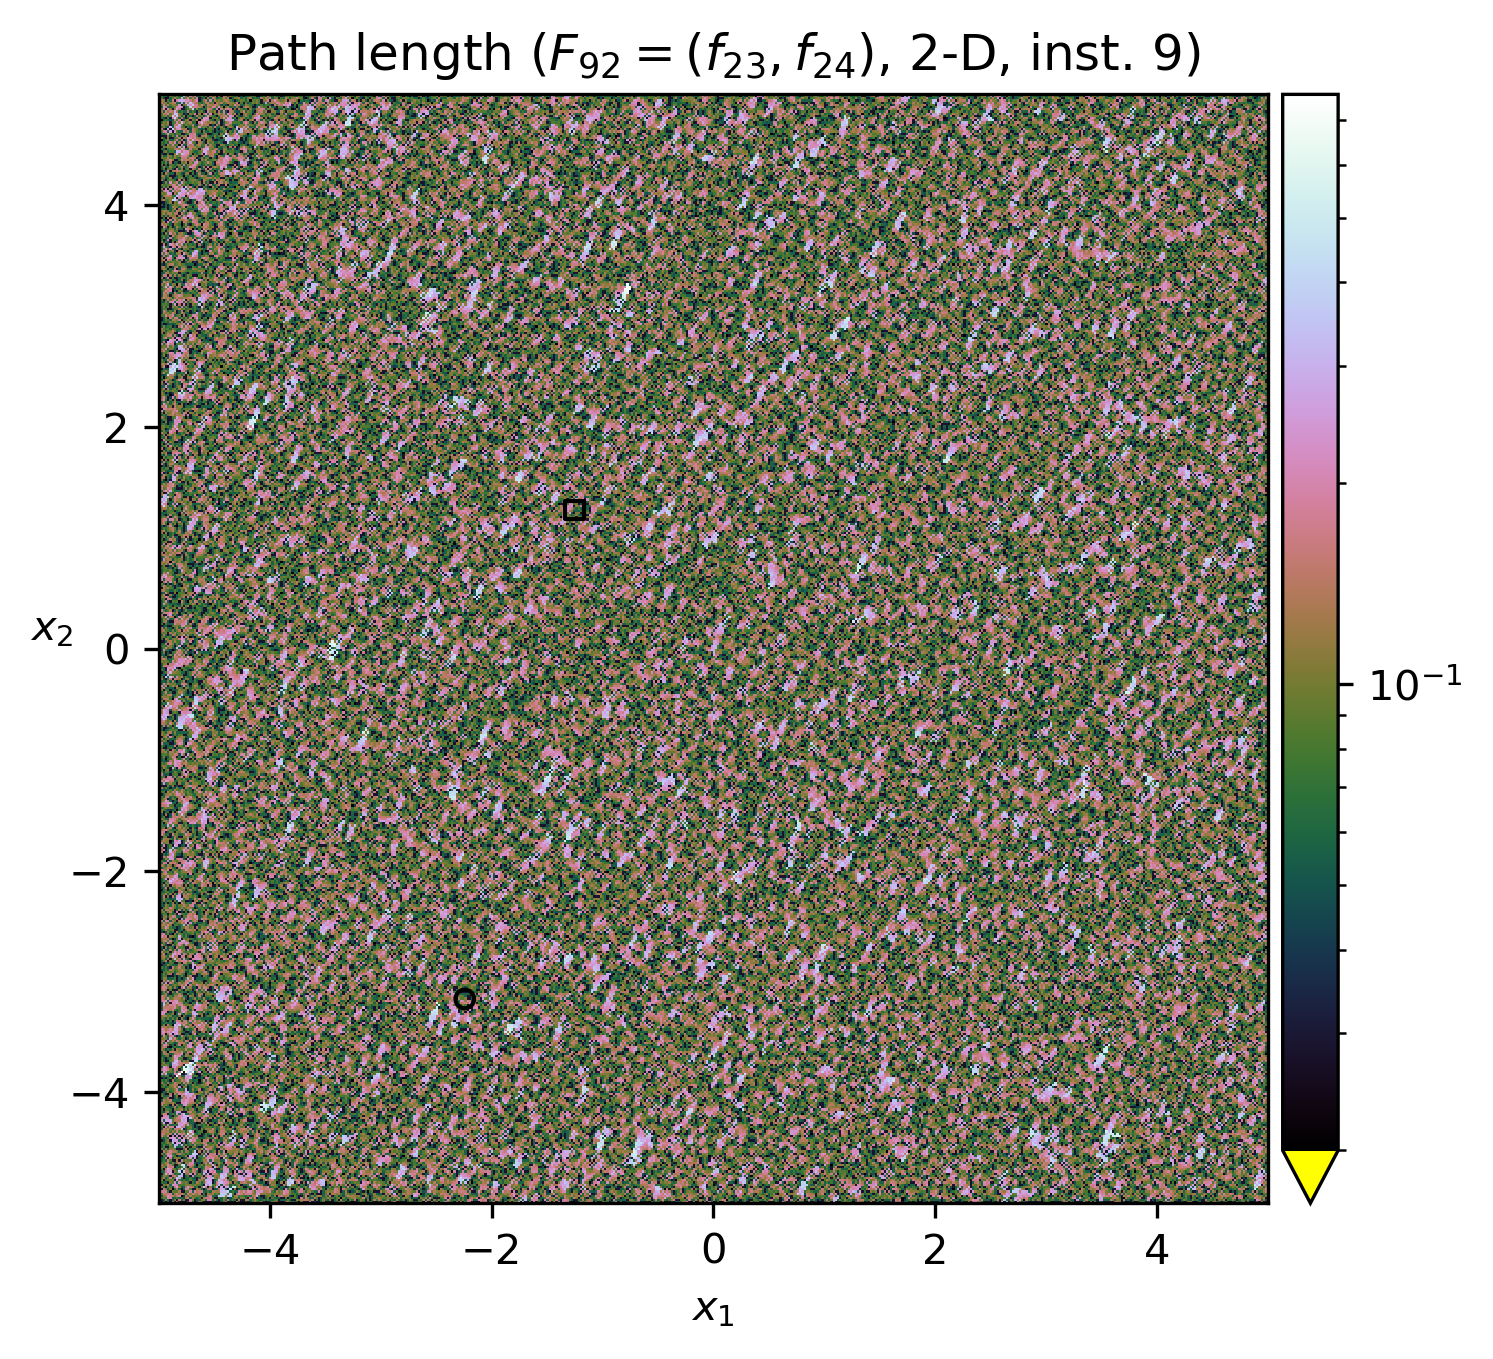 Path length (F₉₂ = (f₂₃, f₂₄), 2-D, inst. 9)
4
2
0
−2
−4
x₂
−4 −2 0 2 4
x₁
10⁻¹